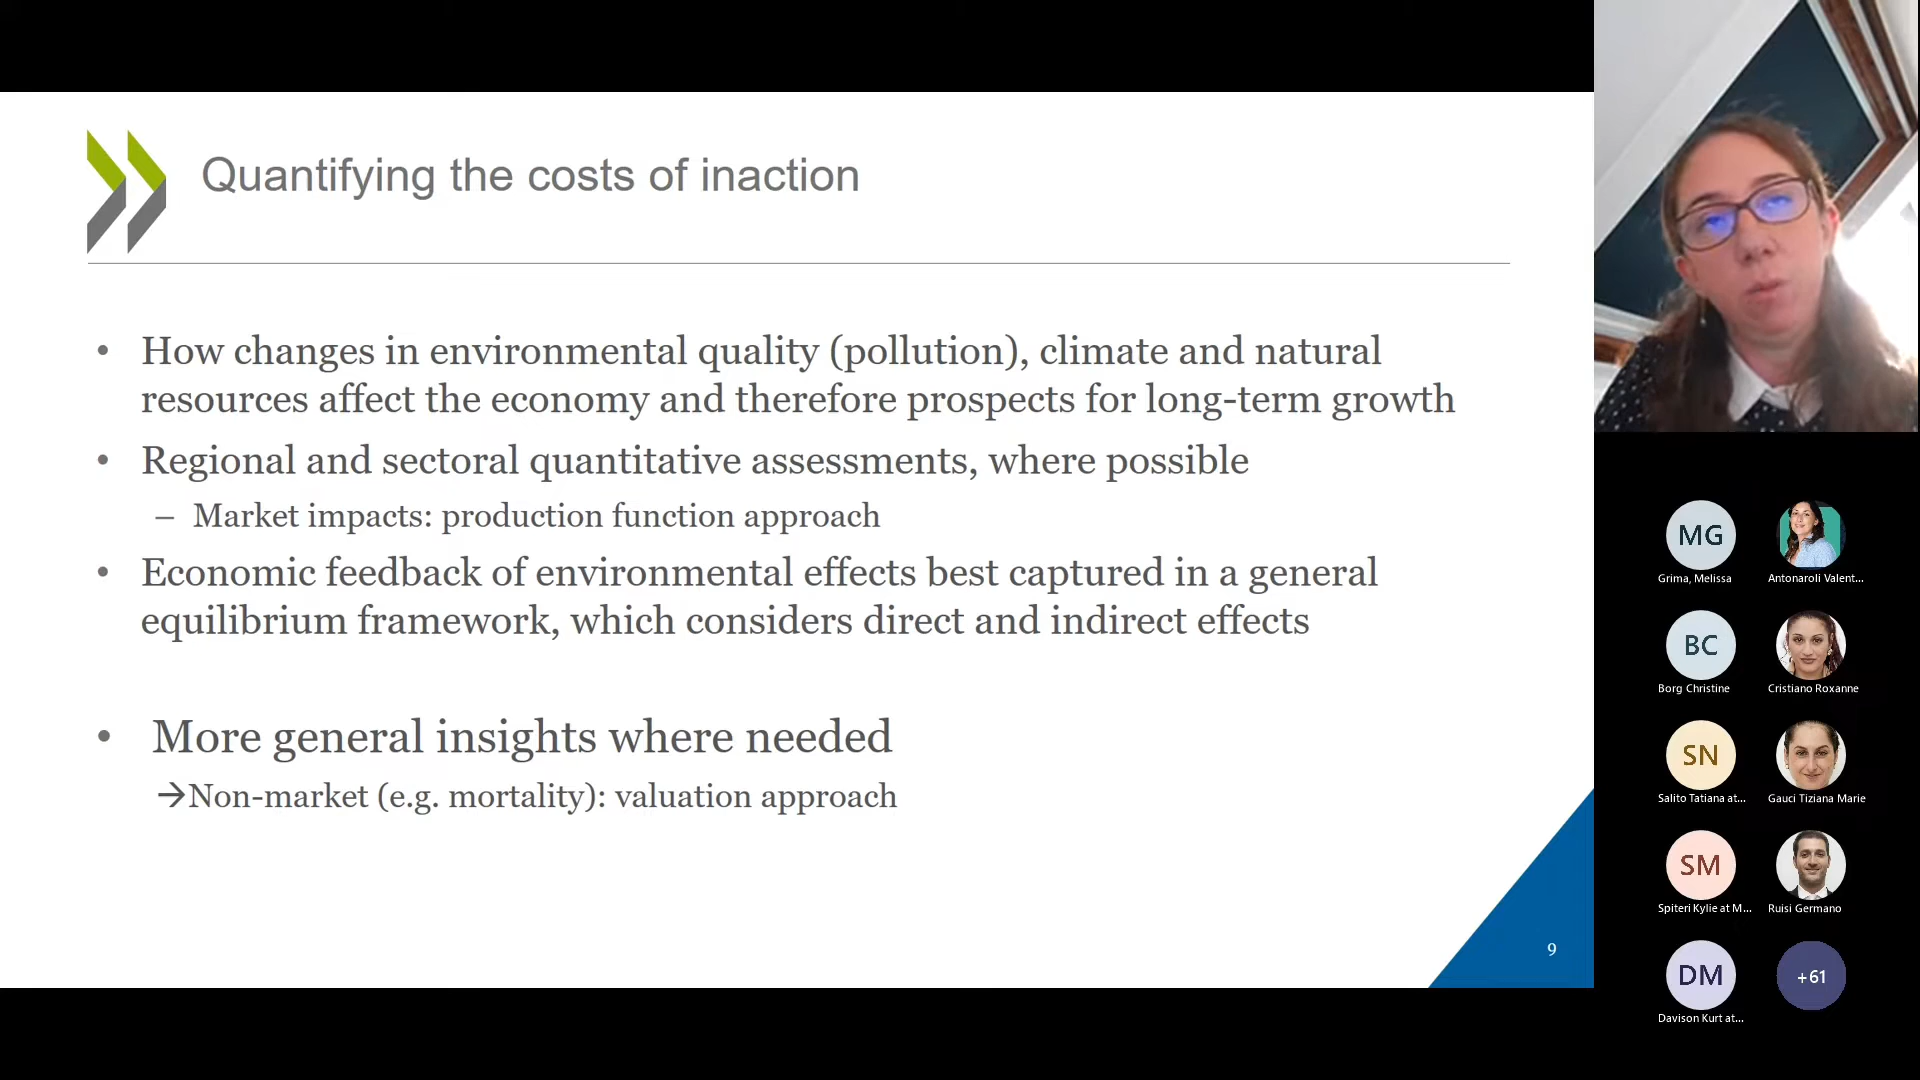 Quantifying the costs of inaction
• How changes in environmental quality (pollution), climate and natural
resources affect the economy and therefore prospects for long-term growth
• Regional and sectoral quantitative assessments, where possible
– Market impacts: production function approach
• Economic feedback of environmental effects best captured in a general
equilibrium framework, which considers direct and indirect effects
• More general insights where needed
→Non-market (e.g. mortality): valuation approach
9
MG
Grima, Melissa
Antonaroli Valent...
BC
Borg Christine
Cristiano Roxanne
SN
Salito Tatiana at...
Gauci Tiziana Marie
SM
Spiteri Kylie at M...
Ruisi Germano
DM
Davison Kurt at...
+61